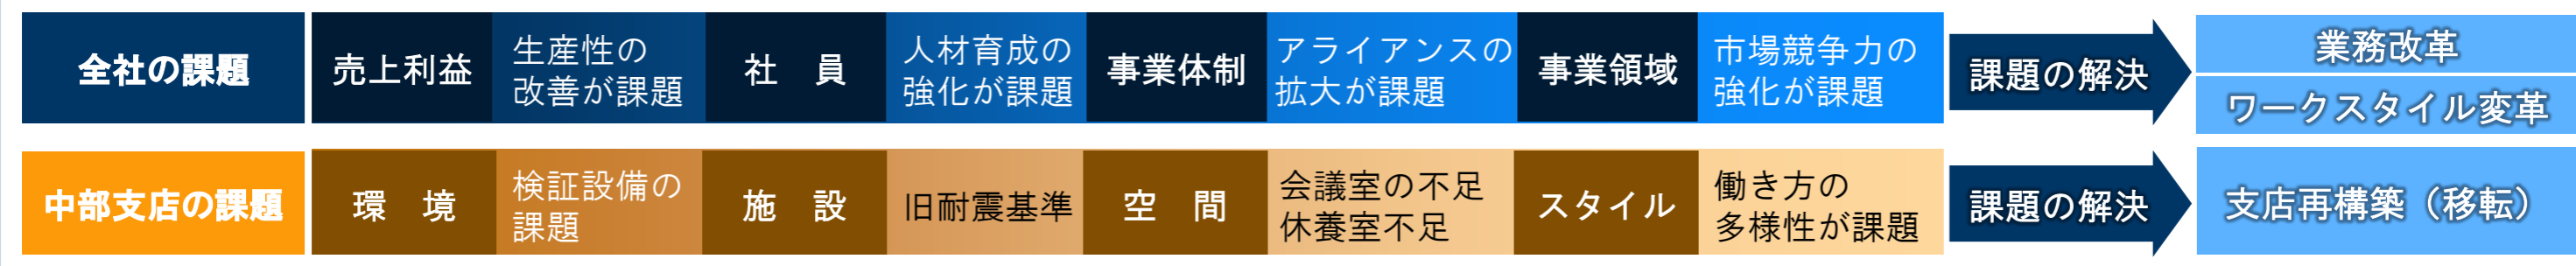 全社の課題
売上利益
生産性の
改善が課題
社　員
人材育成の
強化が課題
事業体制
アライアンスの
拡大が課題
事業領域
市場競争力の
強化が課題
課題の解決
業務改革
ワークスタイル変革
中部支店の課題
環　境
検証設備の
課題
施　設
旧耐震基準
空　間
会議室の不足
休養室不足
スタイル
働き方の
多様性が課題
課題の解決
支店再構築（移転）